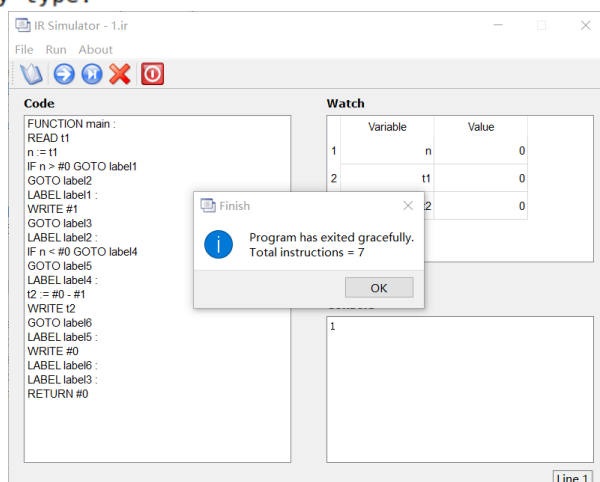 y type.
IR Simulator - 1.ir
File Run About
Code
FUNCTION main :
READ t1
n := t1
IF n > #0 GOTO label1
GOTO label2
LABEL label1 :
WRITE #1
GOTO label3
LABEL label2 :
IF n < #0 GOTO label4
GOTO label5
LABEL label4 :
t2 := #0 - #1
WRITE t2
GOTO label6
LABEL label5 :
WRITE #0
LABEL label6 :
LABEL label3 :
RETURN #0
Watch
Variable Value
1 n 0
2 t1 0
t2 0
Finish
Program has exited gracefully.
Total instructions = 7
OK
1
Line 1